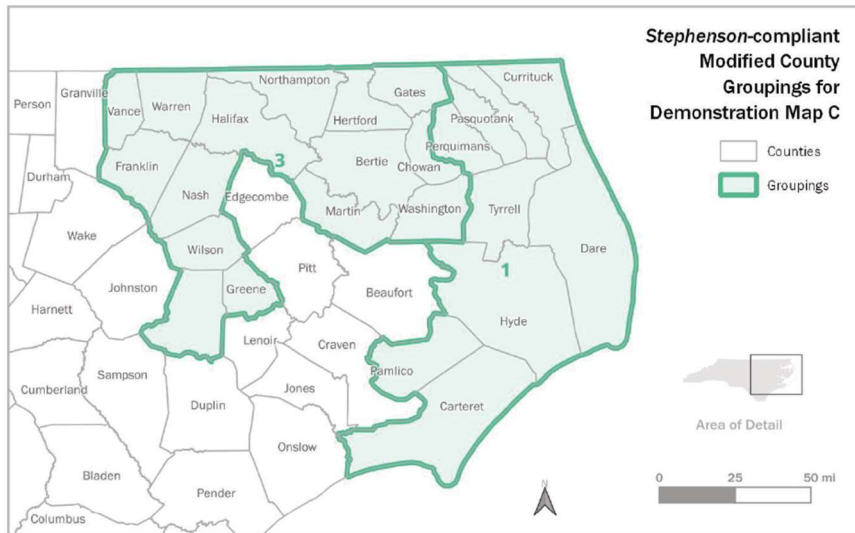 Stephenson-compliant
Modified County
Groupings for
Demonstration Map C
Counties
Groupings
Person
Granville
Vance
Warren
Northampton
Gates
Currituck
Halifax
Hertford
Pasquotank
Perquimans
Franklin
3
Bertie
Chowan
Durham
Nash
Edgecombe
Martin
Washington
Tyrrell
Wake
Wilson
Dare
Pitt
1
Johnston
Greene
Beaufort
Hyde
Harnett
Lenoir
Craven
Sampson
Pamlico
Cumberland
Jones
Duplin
Carteret
Onslow
Bladen
Pender
Columbus
Area of Detail
N
0 25 50 mi